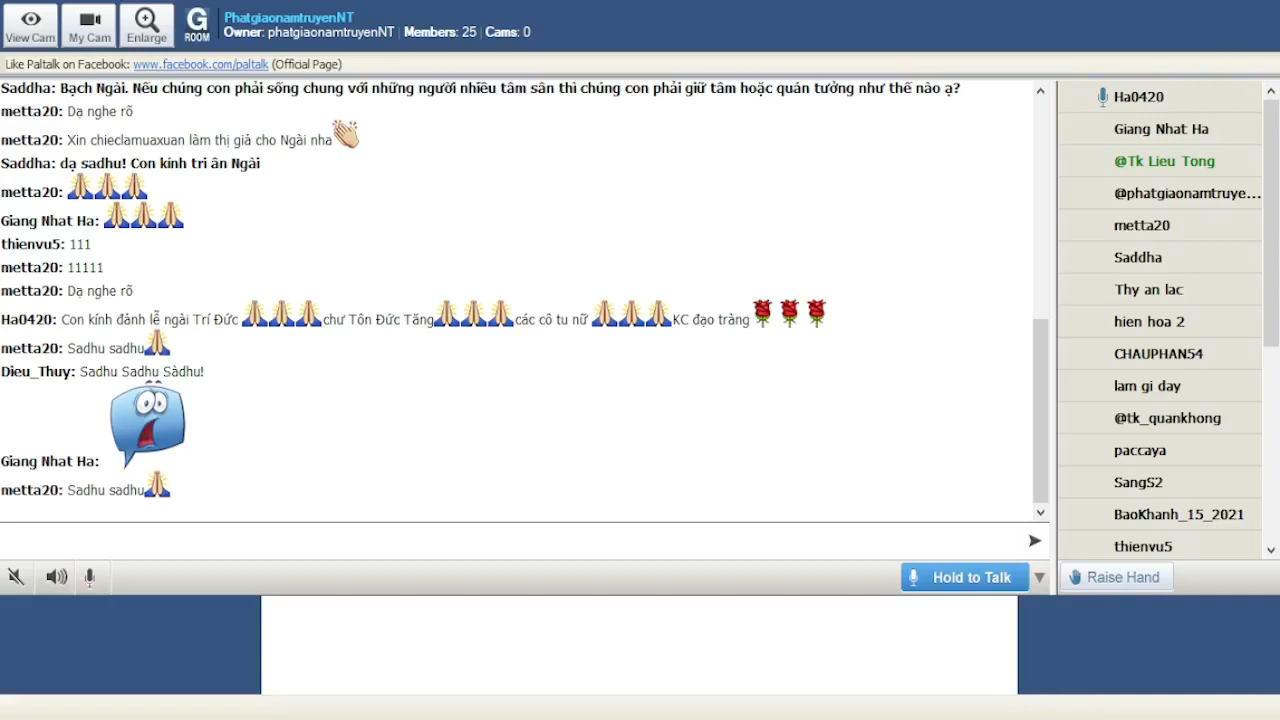 View Cam
My Cam
Enlarge
G
ROOM
PhatgiaonamtruyenNT
Owner: phatgiaonamtruyenNT | Members: 25 | Cams: 0
Like Paltalk on Facebook: www.facebook.com/paltalk (Official Page)
Saddha: Bạch Ngài. Nếu chúng con phải sống chung với những người nhiều tâm sân thì chúng con phải giữ tâm hoặc quán tưởng như thế nào ạ?
metta20: Dạ nghe rõ
metta20: Xin chieclamuaxuan làm thị giả cho Ngài nha
Saddha: dạ sadhu! Con kính tri ân Ngài
metta20:
Giang Nhat Ha:
thienvu5: 111
metta20: 11111
metta20: Dạ nghe rõ
Ha0420: Con kính đảnh lễ ngài Trí Đức chư Tôn Đức Tăng các cô tu nữ KC đạo tràng
metta20: Sadhu sadhu
Dieu_Thuy: Sadhu Sadhu Sàdhu!
Giang Nhat Ha:
metta20: Sadhu sadhu
Hold to Talk
Ha0420
Giang Nhat Ha
@Tk Lieu Tong
@phatgiaonamtruye...
metta20
Saddha
Thy an lac
hien hoa 2
CHAUPHAN54
lam gi day
@tk_quankhong
paccaya
SangS2
BaoKhanh_15_2021
thienvu5
Raise Hand